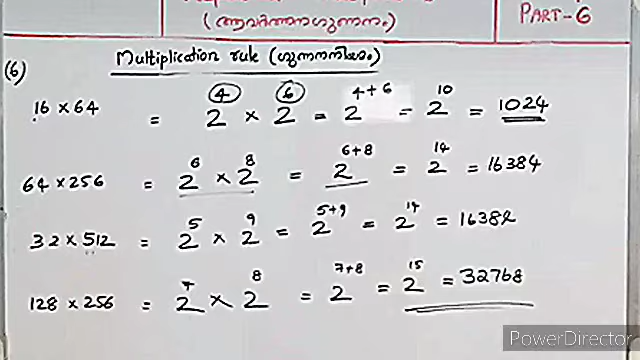 (ആവർത്തനഗുണനം)
PART-6
(6) Multiplication rule (ഗുണനനിയമം)
16 × 64 = 2^4 × 2^6 = 2^4+6 = 2^10 = 1024
64 × 256 = 2^6 × 2^8 = 2^6+8 = 2^14 = 16384
32 × 512 = 2^5 × 2^9 = 2^5+9 = 2^14 = 16384
128 × 256 = 2^7 × 2^8 = 2^7+8 = 2^15 = 32768
PowerDirector